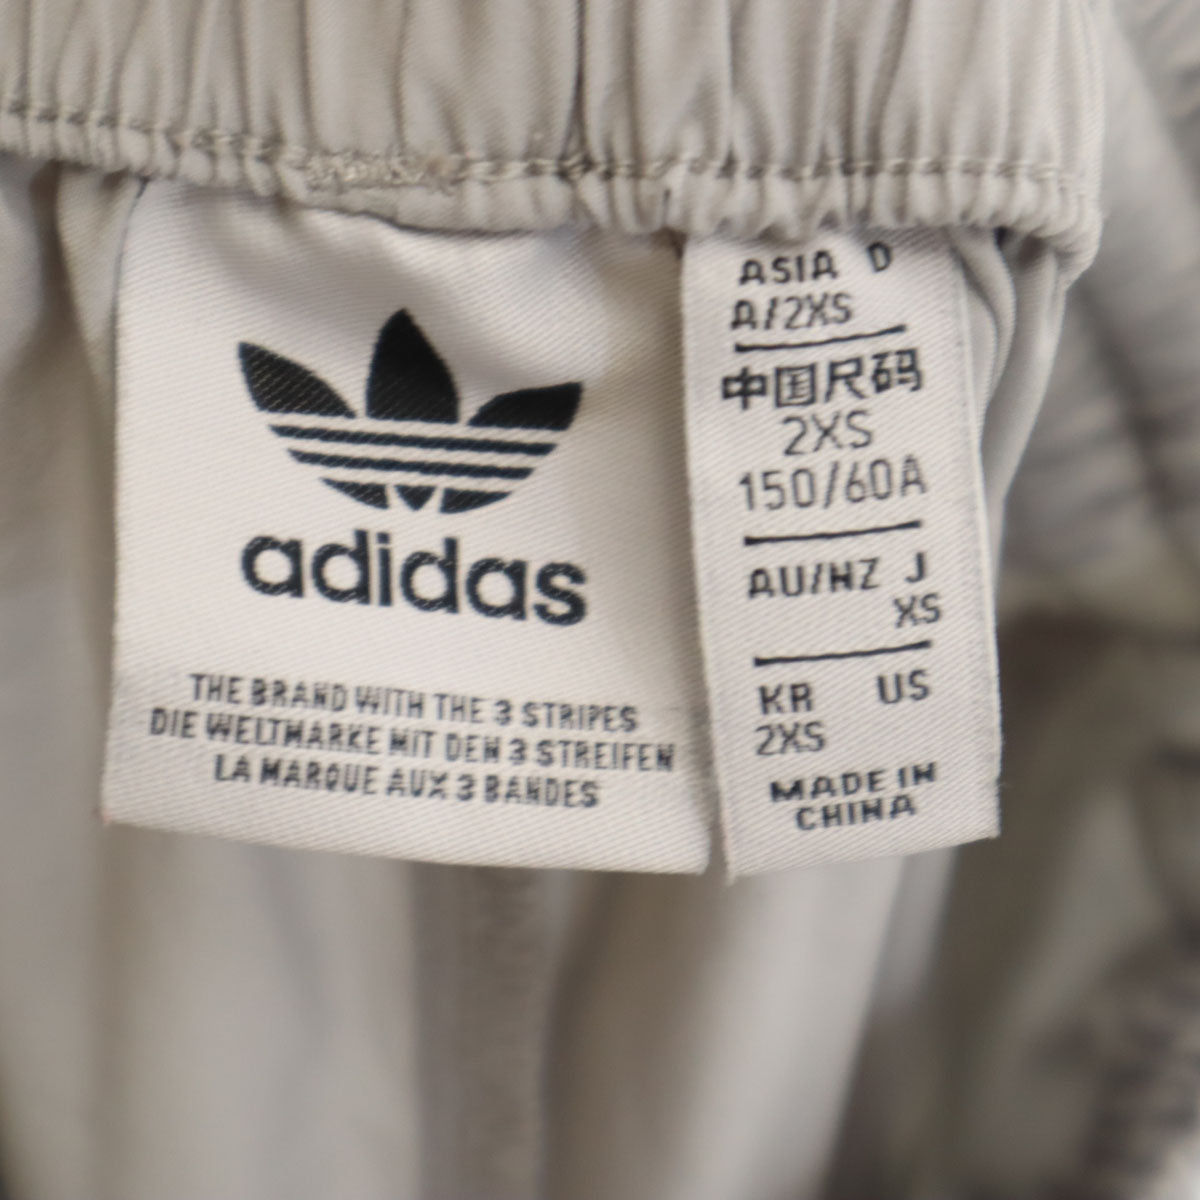 adidas
THE BRAND WITH THE 3 STRIPES
DIE WELTMARKE MIT DEN 3 STREIFEN
LA MARQUE AUX 3 BANDES
ASIA D
A/2XS
中国尺码
2XS
150/60A
AU/NZ J
XS
KR US
2XS
MADE IN
CHINA